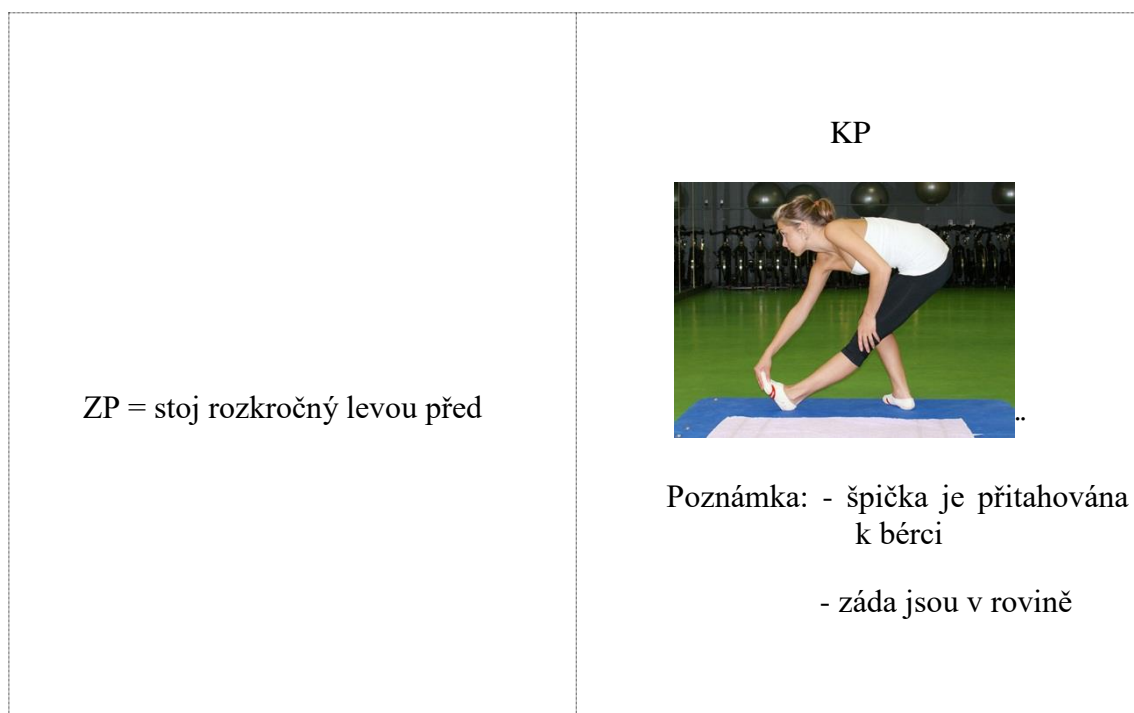 ZP = stoj rozkročný levou před
KP
..
Poznámka: - špička je přitahována
k bérci
- záda jsou v rovině